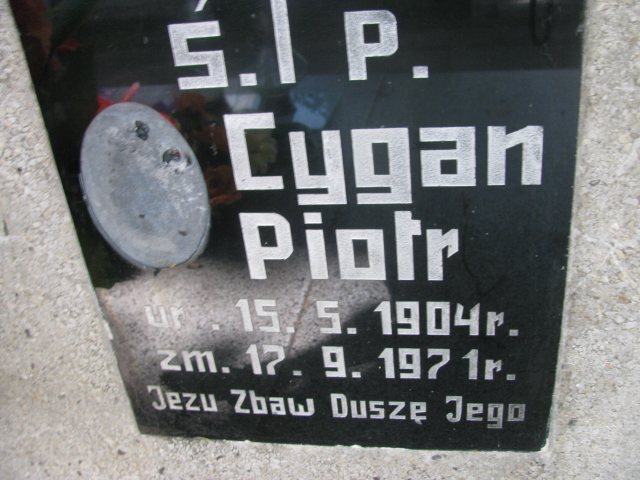 Ś. P.
Cygan
Piotr
ur. 15. 5. 1904r.
zm. 17. 9. 1971r.
Jezu Zbaw Duszę Jego